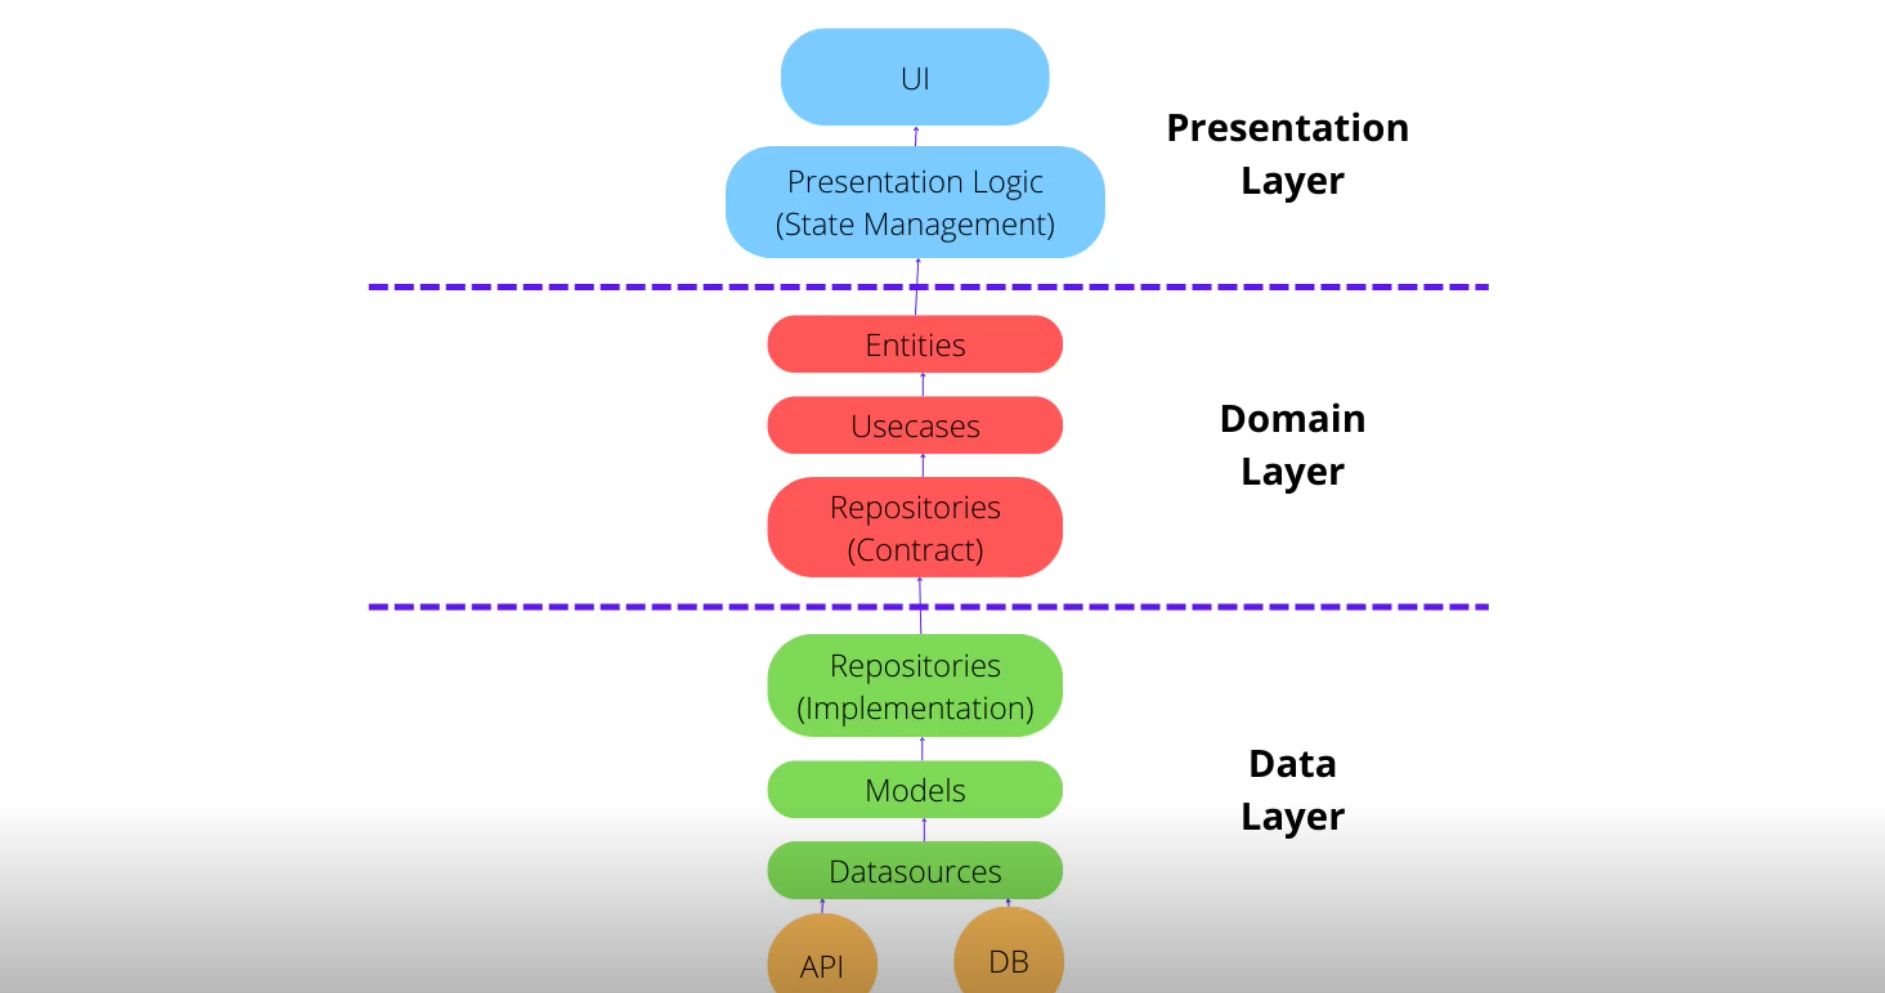 UI
Presentation Logic
(State Management)
Presentation
Layer
Entities
Usecases
Repositories
(Contract)
Domain
Layer
Repositories
(Implementation)
Models
Datasources
Data
Layer
API
DB